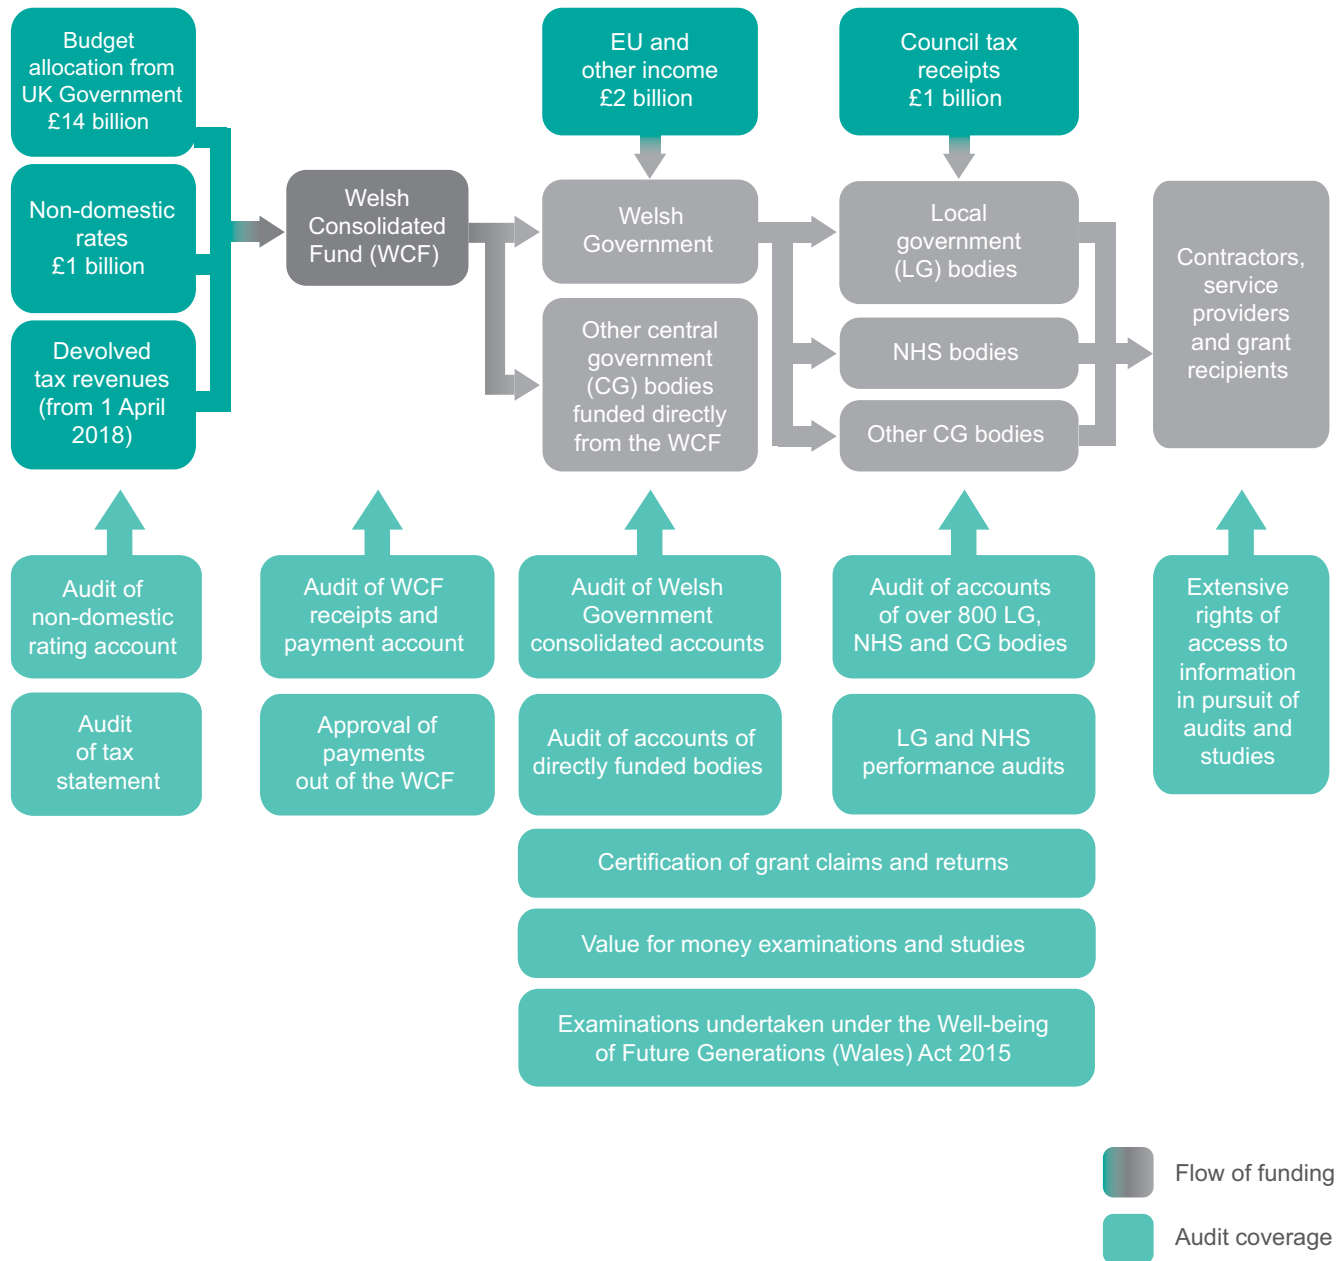 Budget
allocation from
UK Government
£14 billion
Non-domestic
rates
£1 billion
Devolved
tax revenues
(from 1 April
2018)
Welsh
Consolidated
Fund (WCF)
EU and
other income
£2 billion
Welsh
Government
Other central
government
(CG) bodies
funded directly
from the WCF
Council tax
receipts
£1 billion
Local
government
(LG) bodies
NHS bodies
Other CG bodies
Contractors,
service
providers
and grant
recipients
Audit of
non-domestic
rating account
Audit
of tax
statement
Audit of WCF
receipts and
payment account
Approval of
payments
out of the WCF
Audit of Welsh
Government
consolidated accounts
Audit of accounts of
directly funded bodies
Audit of accounts
of over 800 LG,
NHS and CG bodies
LG and NHS
performance audits
Extensive
rights of
access to
information
in pursuit of
audits and
studies
Certification of grant claims and returns
Value for money examinations and studies
Examinations undertaken under the Well-being
of Future Generations (Wales) Act 2015
Flow of funding
Audit coverage